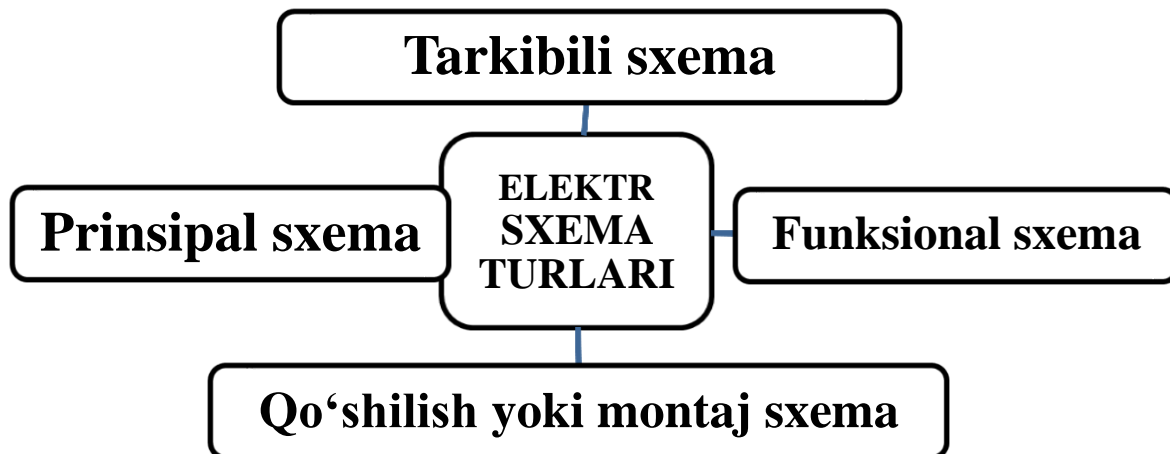 Tarkibili sxema
ELEKTR
SXEMA
TURLARI
Prinsipal sxema
Funksional sxema
Qo‘shilish yoki montaj sxema